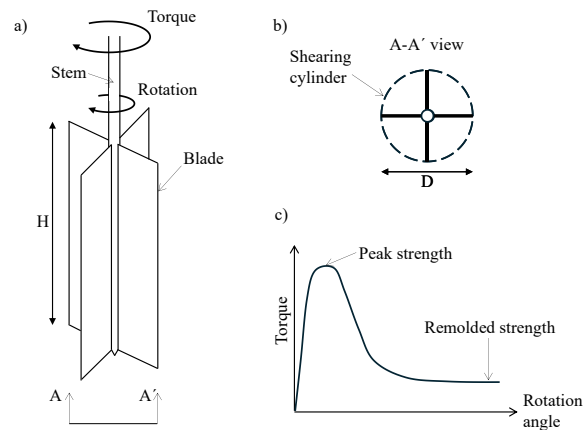 a)
Torque
Stem
Rotation
Blade
H
A
A´
b)
A-A´ view
Shearing
cylinder
D
c)
Peak strength
Remolded strength
Torque
Rotation
angle